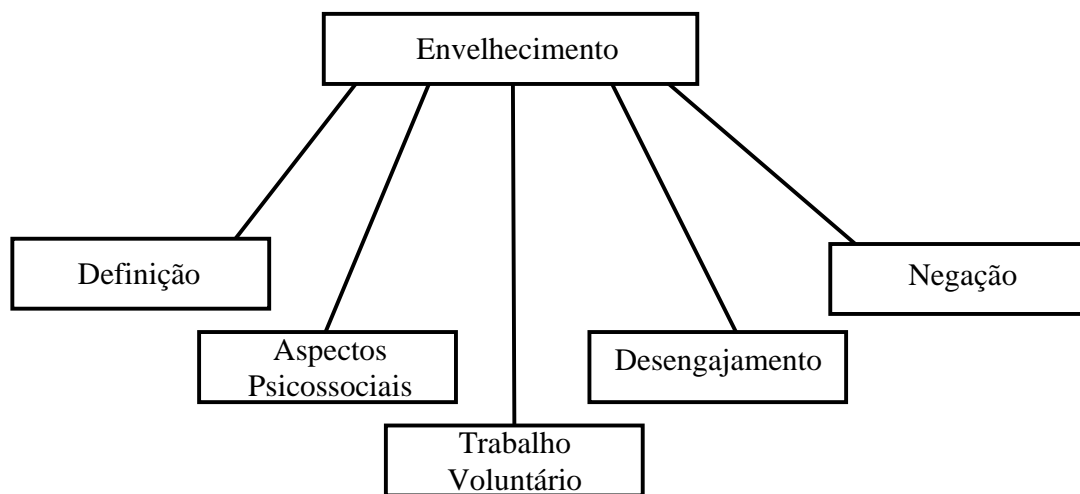 Envelhecimento
Definição
Negação
Aspectos
Psicossociais
Desengajamento
Trabalho
Voluntário